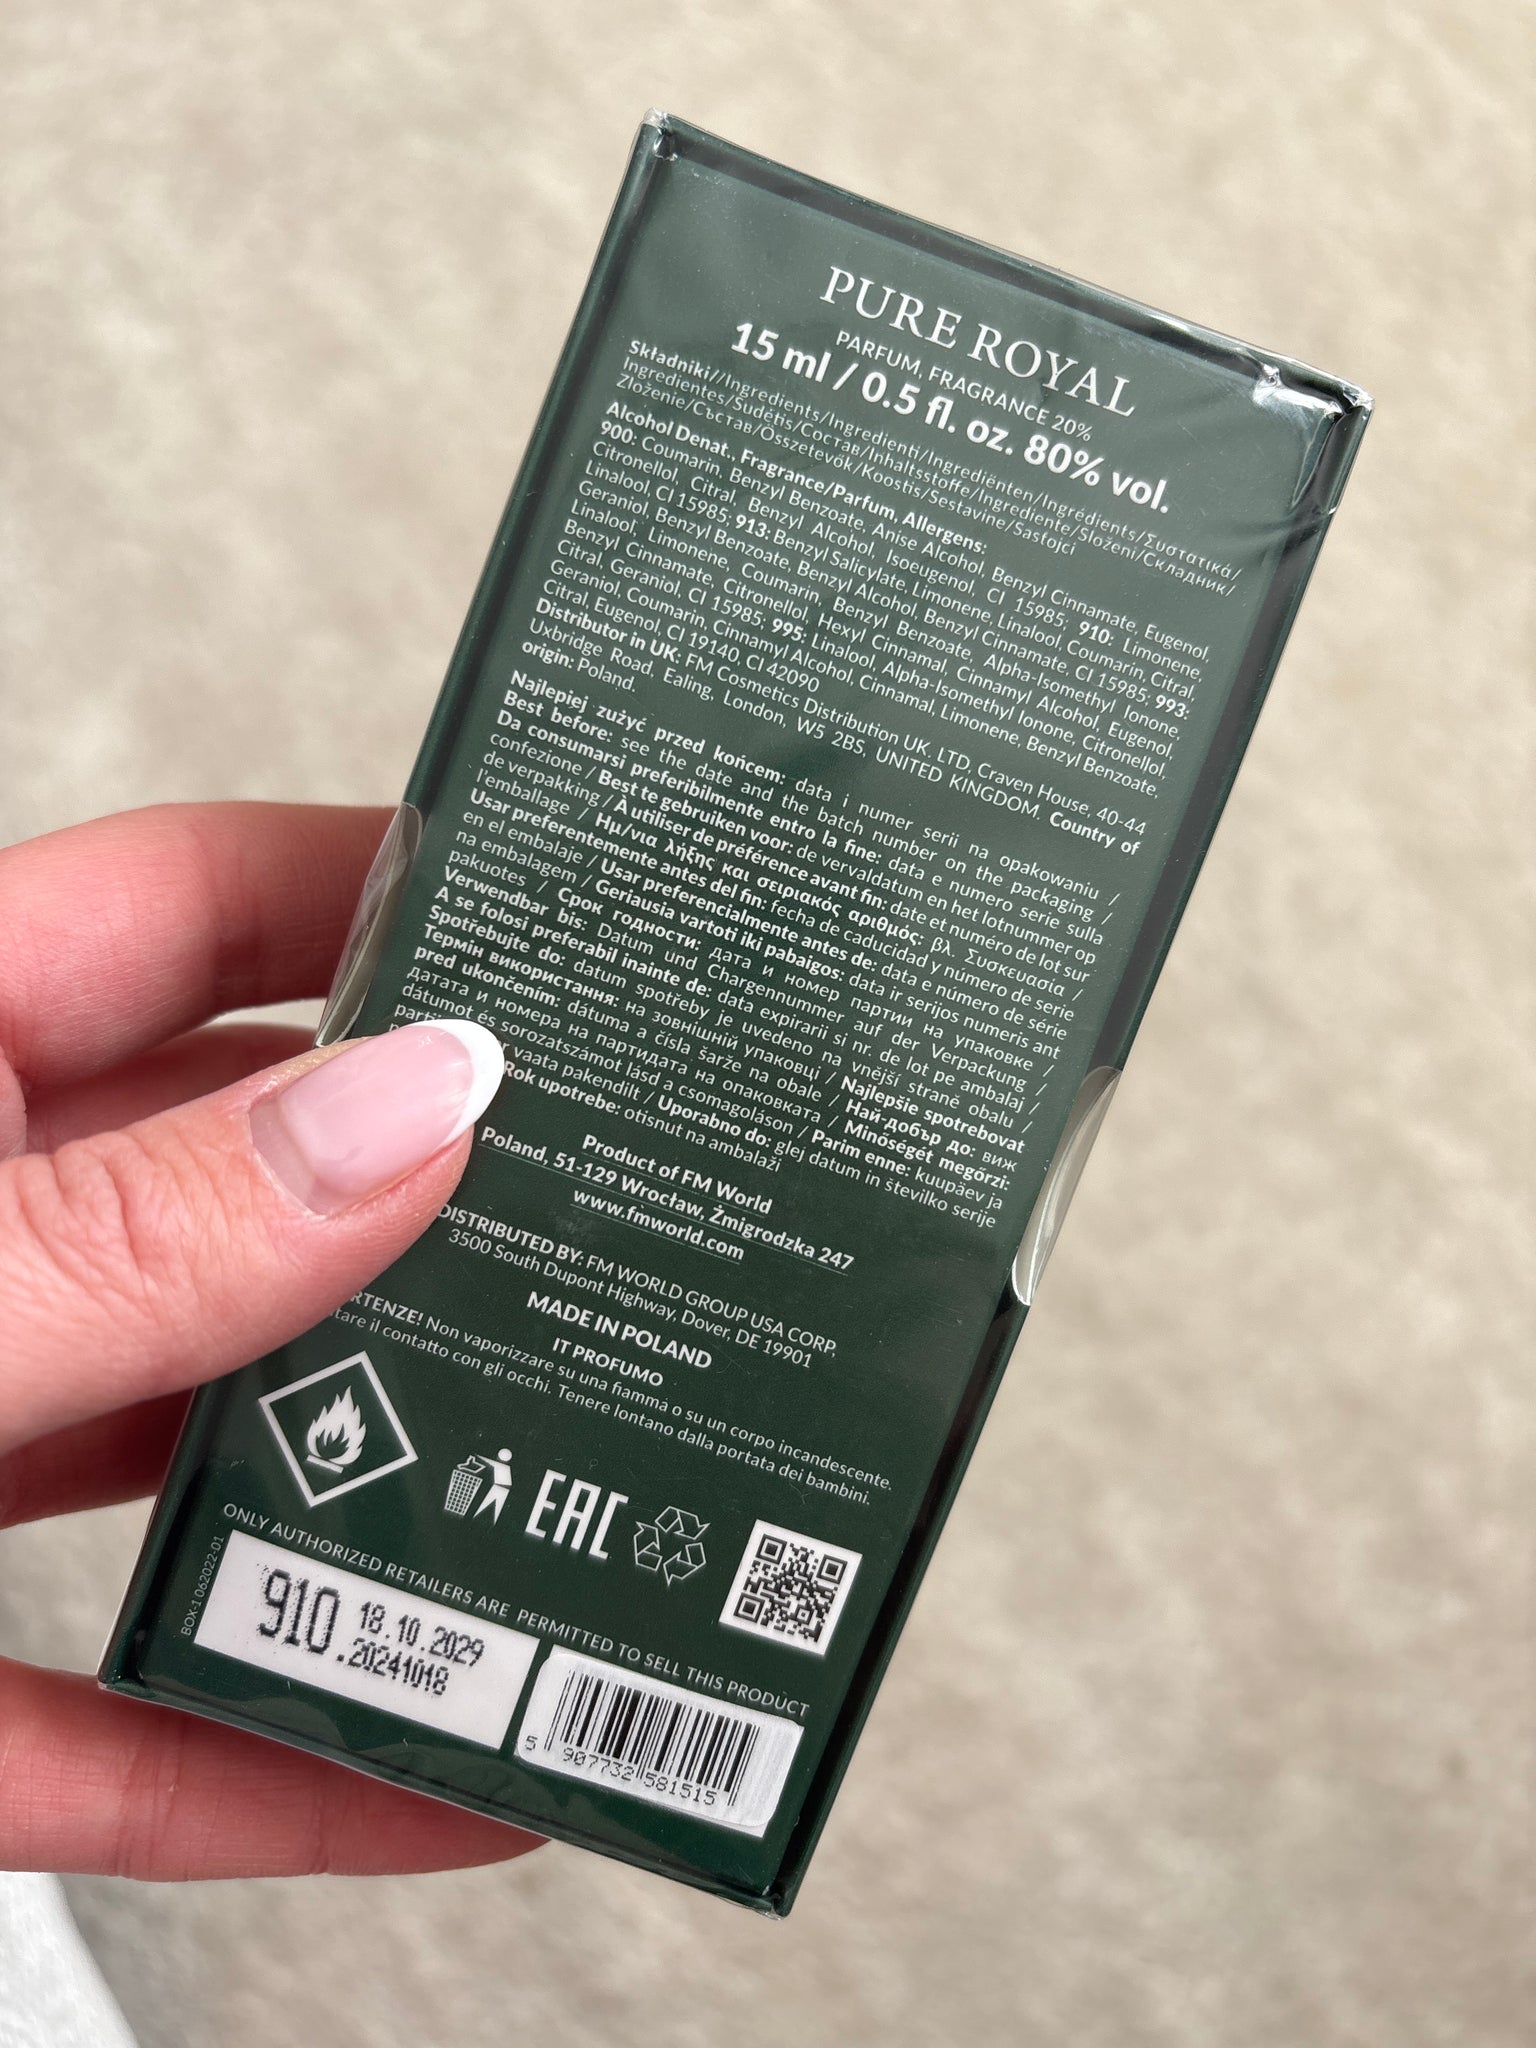 PURE ROYAL
PARFUM, FRAGRANCE 20%
15 ml / 0.5 fl. oz. 80% vol.
Składniki//Ingredients/Ingredienti/Ingrediënten/Ingrédients/Συστατικά/
Ingredientes/Sudėtis/Состав/Inhaltsstoffe/Ingrediente/Složení/Складник/
Zloženie/Състав/Összetevők/Koostis/Sestavine/Sastojci
Alcohol Denat., Fragrance/Parfum, Allergens:
900: Coumarin, Benzyl Benzoate, Anise Alcohol, Benzyl Cinnamate, Eugenol,
Citronellol, Citral, Benzyl Alcohol, Isoeugenol, CI 15985; 910: Limonene,
Linalool, CI 15985; 913: Benzyl Salicylate, Limonene, Linalool, Coumarin, Citral,
Geraniol, Benzyl Benzoate, Benzyl Alcohol, Benzyl Cinnamate, CI 15985; 993:
Linalool, Limonene, Coumarin, Benzyl Benzoate, Alpha-Isomethyl Ionone,
Benzyl Cinnamate, Citronellol, Hexyl Cinnamal, Cinnamyl Alcohol, Eugenol,
Citral, Geraniol, CI 15985; 995: Linalool, Alpha-Isomethyl Ionone, Citronellol,
Geraniol, Coumarin, Cinnamyl Alcohol, Cinnamal, Limonene, Benzyl Benzoate,
Citral, Eugenol, CI 19140, CI 42090
Distributor in UK: FM Cosmetics Distribution UK, LTD, Craven House, 40-44
Uxbridge Road, Ealing, London, W5 2BS, UNITED KINGDOM, Country of
origin: Poland.
Najlepiej zużyć przed końcem: data i numer serii na opakowaniu /
Best before: see the date and the batch number on the packaging /
Da consumarsi preferibilmente entro la fine: data e numero serie sulla
confezione / Best te gebruiken voor: de vervaldatum en het lotnummer op
de verpakking / À utiliser de préférence avant fin: date et numéro de lot sur
l'emballage / Ημ/νια λήξης και σειριακός αριθμός: βλ. Συσκευασία /
Usar preferentemente antes del fin: fecha de caducidad y número de serie
en el embalaje / Usar preferencialmente antes de: data e número de série
na embalagem / Geriausia vartoti iki pabaigos: data ir serijos numeris ant
pakuotes / Срок годности: дата и номер партии на упаковке /
Verwendbar bis: Datum und Chargennummer auf der Verpackung /
A se folosi preferabil inainte de: data expirarii si nr. de lot pe ambalaj /
Spotřebujte do: datum spotřeby je uvedeno na vnější straně obalu /
Термін використання: на зовнішній упаковці / Najlepšie spotrebovat
pred ukončením: dátuma a čísla šarže na obale / Най-добър до: виж
датата и номера на партидата на опаковката / Minőségét megőrzi:
dátumot és sorozatszámot lásd a csomagoláson / Parim enne: kuupäev ja
vaata pakendilt / Uporabno do: glej datum in številko serije
Rok upotrebe: otisnut na ambalaži
Product of FM World
Poland, 51-129 Wrocław, Żmigrodzka 247
www.fmworld.com
DISTRIBUTED BY: FM WORLD GROUP USA CORP,
3500 South Dupont Highway, Dover, DE 19901
MADE IN POLAND
IT PROFUMO
Non vaporizzare su una fiamma o su un corpo incandescente.
il contatto con gli occhi. Tenere lontano dalla portata dei bambini.
EAC
ONLY AUTHORIZED RETAILERS ARE PERMITTED TO SELL THIS PRODUCT
BOX-1 062022-01
910 18.10.2029
.20241018
5 907732 581515